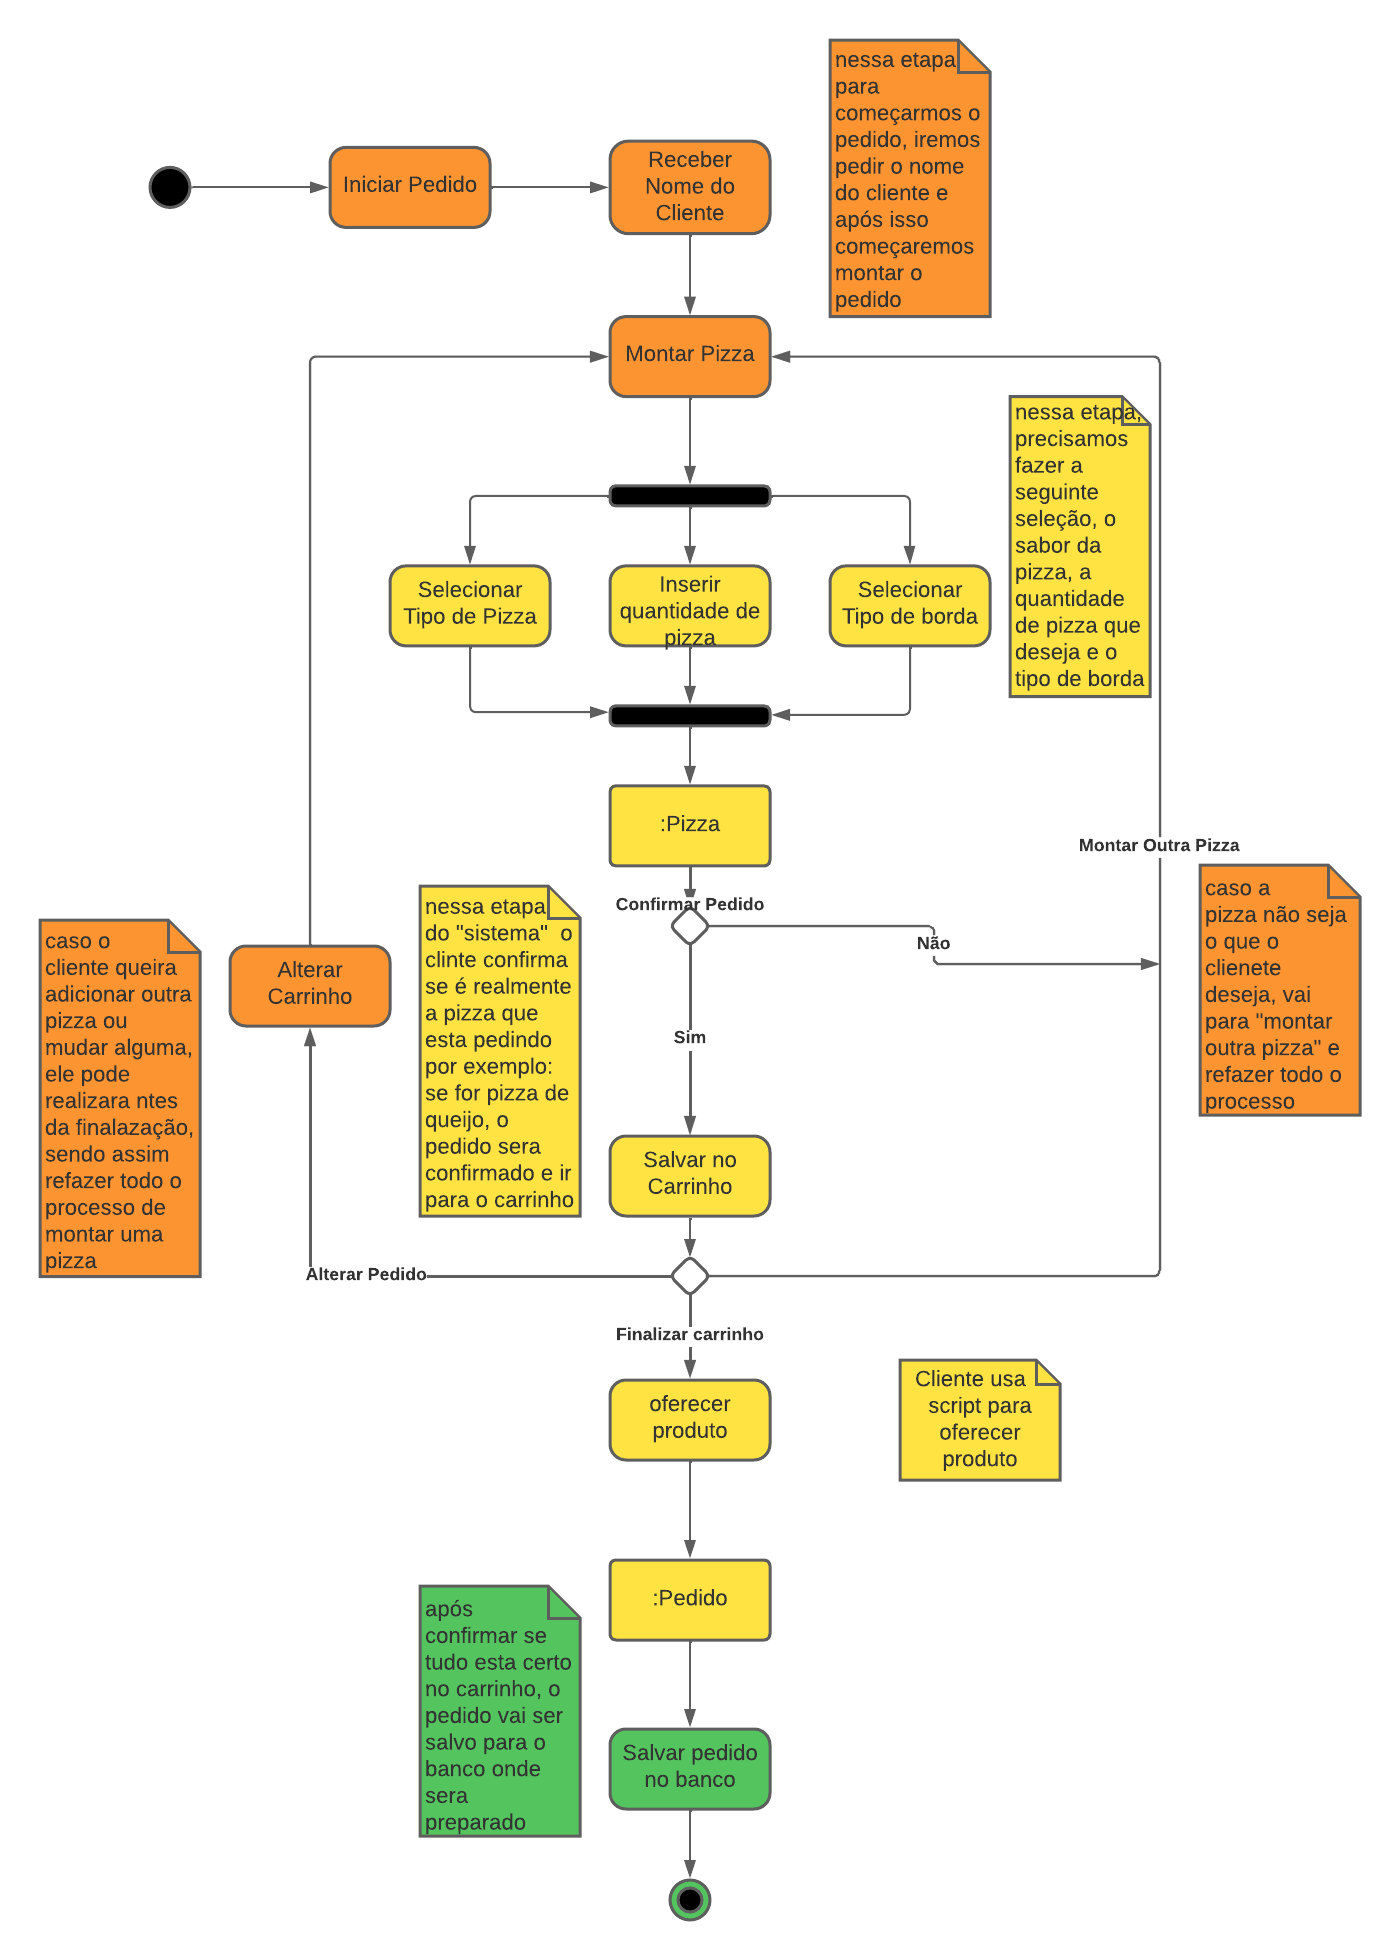 nessa etapa
para
começarmos o
pedido, iremos
pedir o nome
do cliente e
após isso
começaremos
montar o
pedido
Iniciar Pedido
Receber
Nome do
Cliente
Montar Pizza
nessa etapa,
precisamos
fazer a
seguinte
seleção, o
sabor da
pizza, a
quantidade
de pizza que
deseja e o
tipo de borda
Selecionar
Tipo de Pizza
Inserir
quantidade de
pizza
Selecionar
Tipo de borda
:Pizza
Montar Outra Pizza
Confirmar Pedido
Não
caso a
pizza não seja
o que o
clienete
deseja, vai
para "montar
outra pizza" e
refazer todo o
processo
nessa etapa
do "sistema"  o
clinte confirma
se é realmente
a pizza que
esta pedindo
por exemplo:
se for pizza de
queijo, o
pedido sera
confirmado e ir
para o carrinho
caso o
cliente queira
adicionar outra
pizza ou
mudar alguma,
ele pode
realizara ntes
da finalazação,
sendo assim
refazer todo o
processo de
montar uma
pizza
Alterar
Carrinho
Sim
Salvar no
Carrinho
Alterar Pedido
Finalizar carrinho
oferecer
produto
Cliente usa
script para
oferecer
produto
:Pedido
após
confirmar se
tudo esta certo
no carrinho, o
pedido vai ser
salvo para o
banco onde
sera
preparado
Salvar pedido
no banco